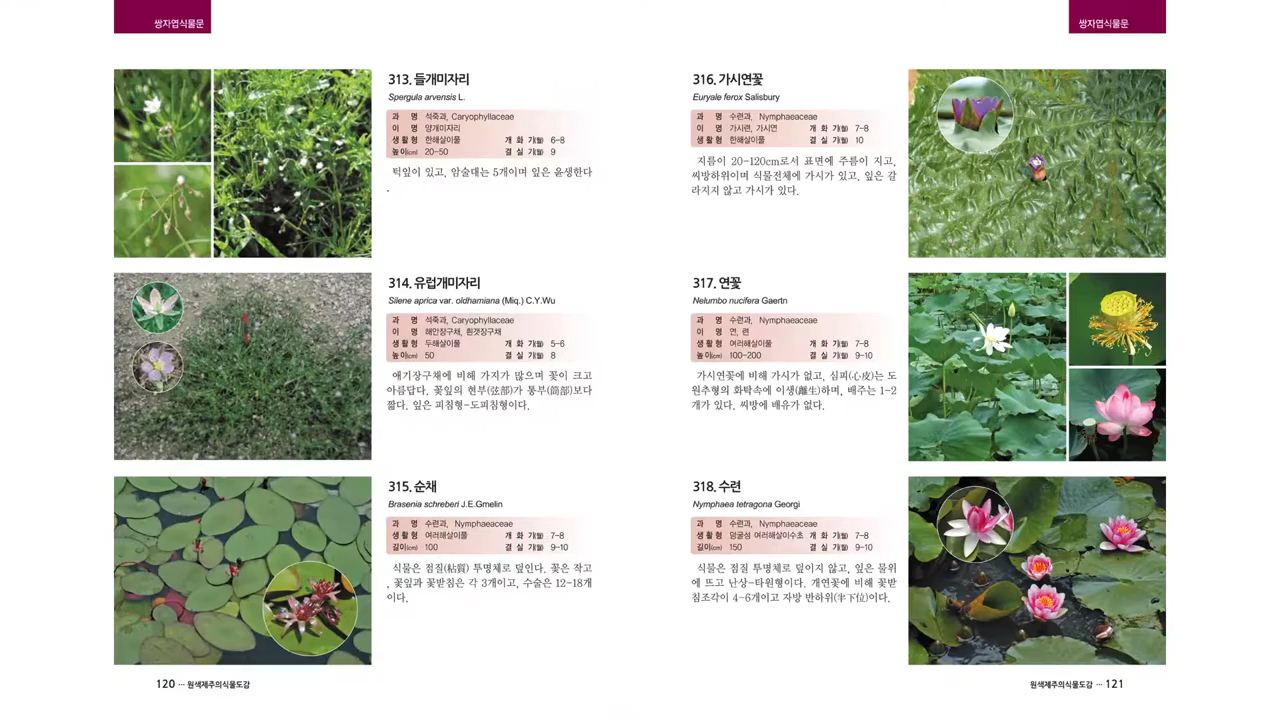 쌍자엽식물문
313. 들개미자리
Spergula arvensis L.
과 명 석죽과, Caryophyllaceae
이 명 양개미자리
생 활 형 한해살이풀 개 화 기(월) 6-8
높이(cm) 20-50 결 실 기(월) 9
턱잎이 있고, 암술대는 5개이며 잎은 윤생한다
.
314. 유럽개미자리
Silene aprica var. oldhamiana (Miq.) C.Y.Wu
과 명 석죽과, Caryophyllaceae
이 명 해안장구채, 흰갯장구채
생 활 형 두해살이풀 개 화 기(월) 5-6
높이(cm) 50 결 실 기(월) 8
애기장구채에 비해 가지가 많으며 꽃이 크고
아름답다. 꽃잎의 현부(弦部)가 통부(筒部)보다
짧다. 잎은 피침형-도피침형이다.
315. 순채
Brasenia schreberi J.E.Gmelin
과 명 수련과, Nymphaeaceae
생 활 형 여러해살이풀 개 화 기(월) 7-8
길이(cm) 100 결 실 기(월) 9-10
식물은 점질(粘質) 투명체로 덮인다. 꽃은 작고
, 꽃잎과 꽃받침은 각 3개이고, 수술은 12-18개
이다.
120 ··· 원색제주의식물도감
쌍자엽식물문
316. 가시연꽃
Euryale ferox Salisbury
과 명 수련과, Nymphaeaceae
이 명 가시련, 가시연 개 화 기(월) 7-8
생 활 형 한해살이풀 결 실 기(월) 10
지름이 20-120cm로서 표면에 주름이 지고,
씨방하위이며 식물전체에 가시가 있고, 잎은 갈
라지지 않고 가시가 있다.
317. 연꽃
Nelumbo nucifera Gaertn
과 명 수련과, Nymphaeaceae
이 명 연, 련
생 활 형 여러해살이풀 개 화 기(월) 7-8
높이(cm) 100-200 결 실 기(월) 9-10
가시연꽃에 비해 가시가 없고, 심피(心皮)는 도
원추형의 화탁속에 이생(離生)하며, 배주는 1-2
개가 있다. 씨방에 배유가 없다.
318. 수련
Nymphaea tetragona Georgi
과 명 수련과, Nymphaeaceae
생 활 형 망굴성 여러해살이수초 개 화 기(월) 7-8
길이(cm) 150 결 실 기(월) 9-10
식물은 점질 투명체로 덮이지 않고, 잎은 물위
에 뜨고 난상-타원형이다. 개연꽃에 비해 꽃받
침조각이 4-6개이고 자방 반하위(半下位)이다.
원색제주의식물도감 ··· 121